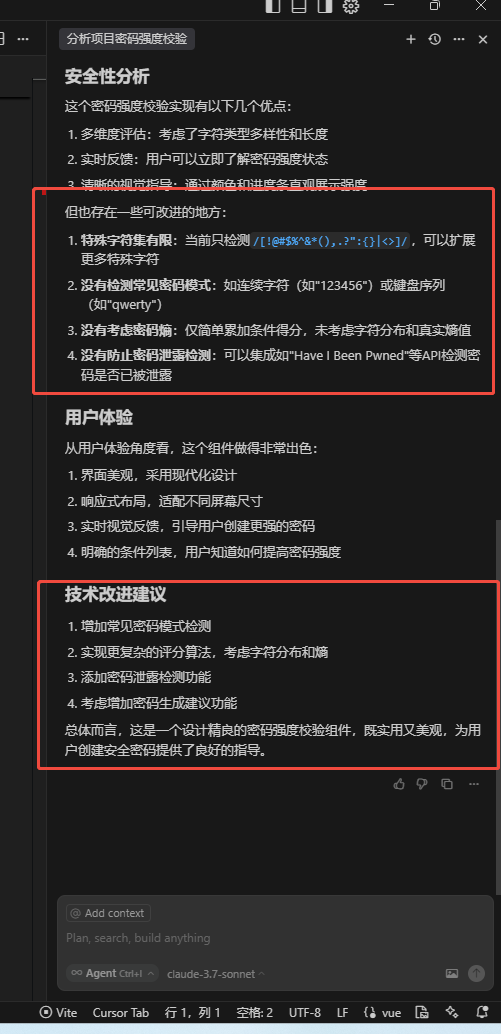 分析项目密码强度校验
安全性分析
这个密码强度校验实现有以下几个优点：
1. 多维度评估：考虑了字符类型多样性和长度
2. 实时反馈：用户可以立即了解密码强度状态
3. 清晰的视觉指导：通过颜色和进度条直观展示强度
但也存在一些可改进的地方：
1. 特殊字符集有限：当前只检测 /[!@#$%^&*(),.?":{}|<>]/，可以扩展
更多特殊字符
2. 没有检测常见密码模式：如连续字符（如"123456"）或键盘序列
（如"qwerty"）
3. 没有考虑密码熵：仅简单累加条件得分，未考虑字符分布和真实熵值
4. 没有防止密码泄露检测：可以集成如"Have I Been Pwned"等API检测密
码是否已被泄露
用户体验
从用户体验角度看，这个组件做得非常出色：
1. 界面美观，采用现代化设计
2. 响应式布局，适配不同屏幕尺寸
3. 实时视觉反馈，引导用户创建更强的密码
4. 明确的条件列表，用户知道如何提高密码强度
技术改进建议
1. 增加常见密码模式检测
2. 实现更复杂的评分算法，考虑字符分布和熵
3. 添加密码泄露检测功能
4. 考虑增加密码生成建议功能
总体而言，这是一个设计精良的密码强度校验组件，既实用又美观，为用
户创建安全密码提供了良好的指导。
@ Add context
Plan, search, build anything
∞ Agent Ctrl+I claude-3.7-sonnet
Vite Cursor Tab 行 1，列 1 空格: 2 UTF-8 LF vue